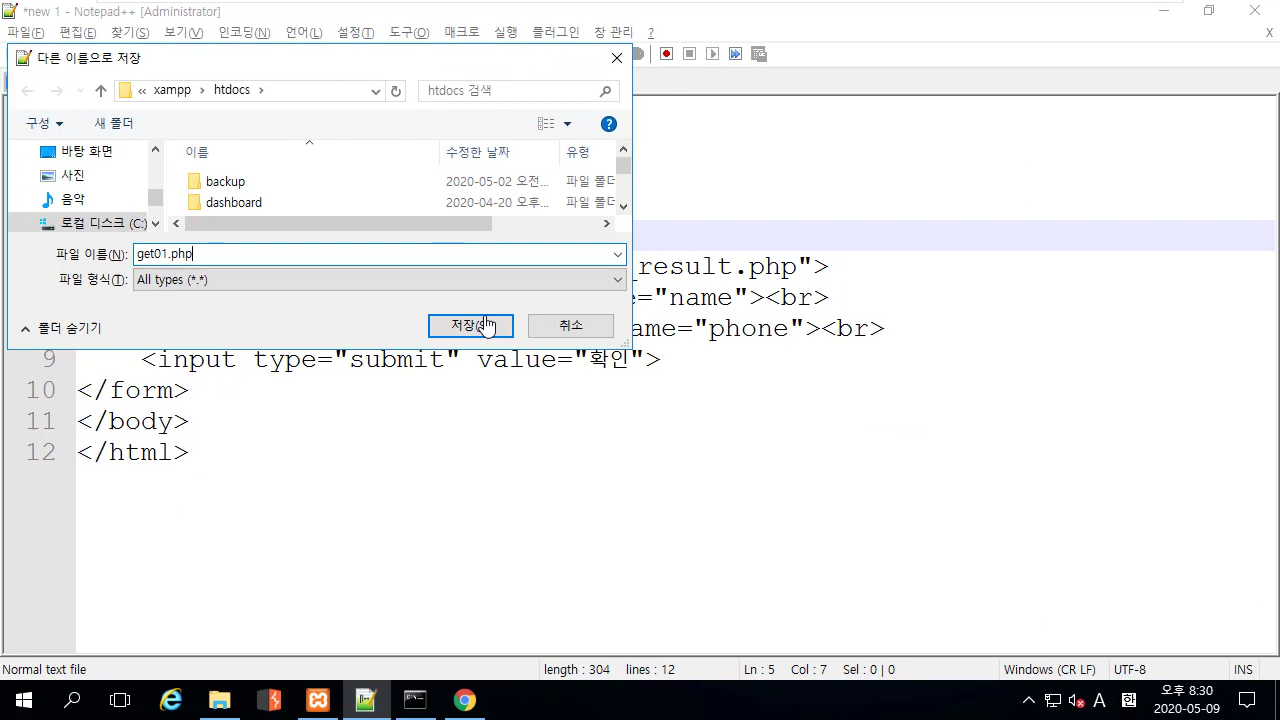 *new 1 - Notepad++ [Administrator]
파일(F) 편집(E) 찾기(S) 보기(V) 인코딩(N) 언어(L) 설정(T) 도구(O) 매크로 실행 플러그인 창 관리 ? X
다른 이름으로 저장
« xampp › htdocs ›
htdocs 검색
구성 새 폴더
바탕 화면
사진
음악
로컬 디스크 (C:)
이름 수정한 날짜 유형
backup 2020-05-02 오전... 파일 폴더
dashboard 2020-04-20 오후... 파일 폴더
파일 이름(N): get01.php
파일 형식(T): All types (*.*)
폴더 숨기기 저장(S) 취소
_result.php">
="name"><br>
ame="phone"><br>
9 <input type="submit" value="확인">
10 </form>
11 </body>
12 </html>
Normal text file length : 304 lines : 12 Ln : 5 Col : 7 Sel : 0 | 0 Windows (CR LF) UTF-8 INS
A 한 오후 8:30
2020-05-09